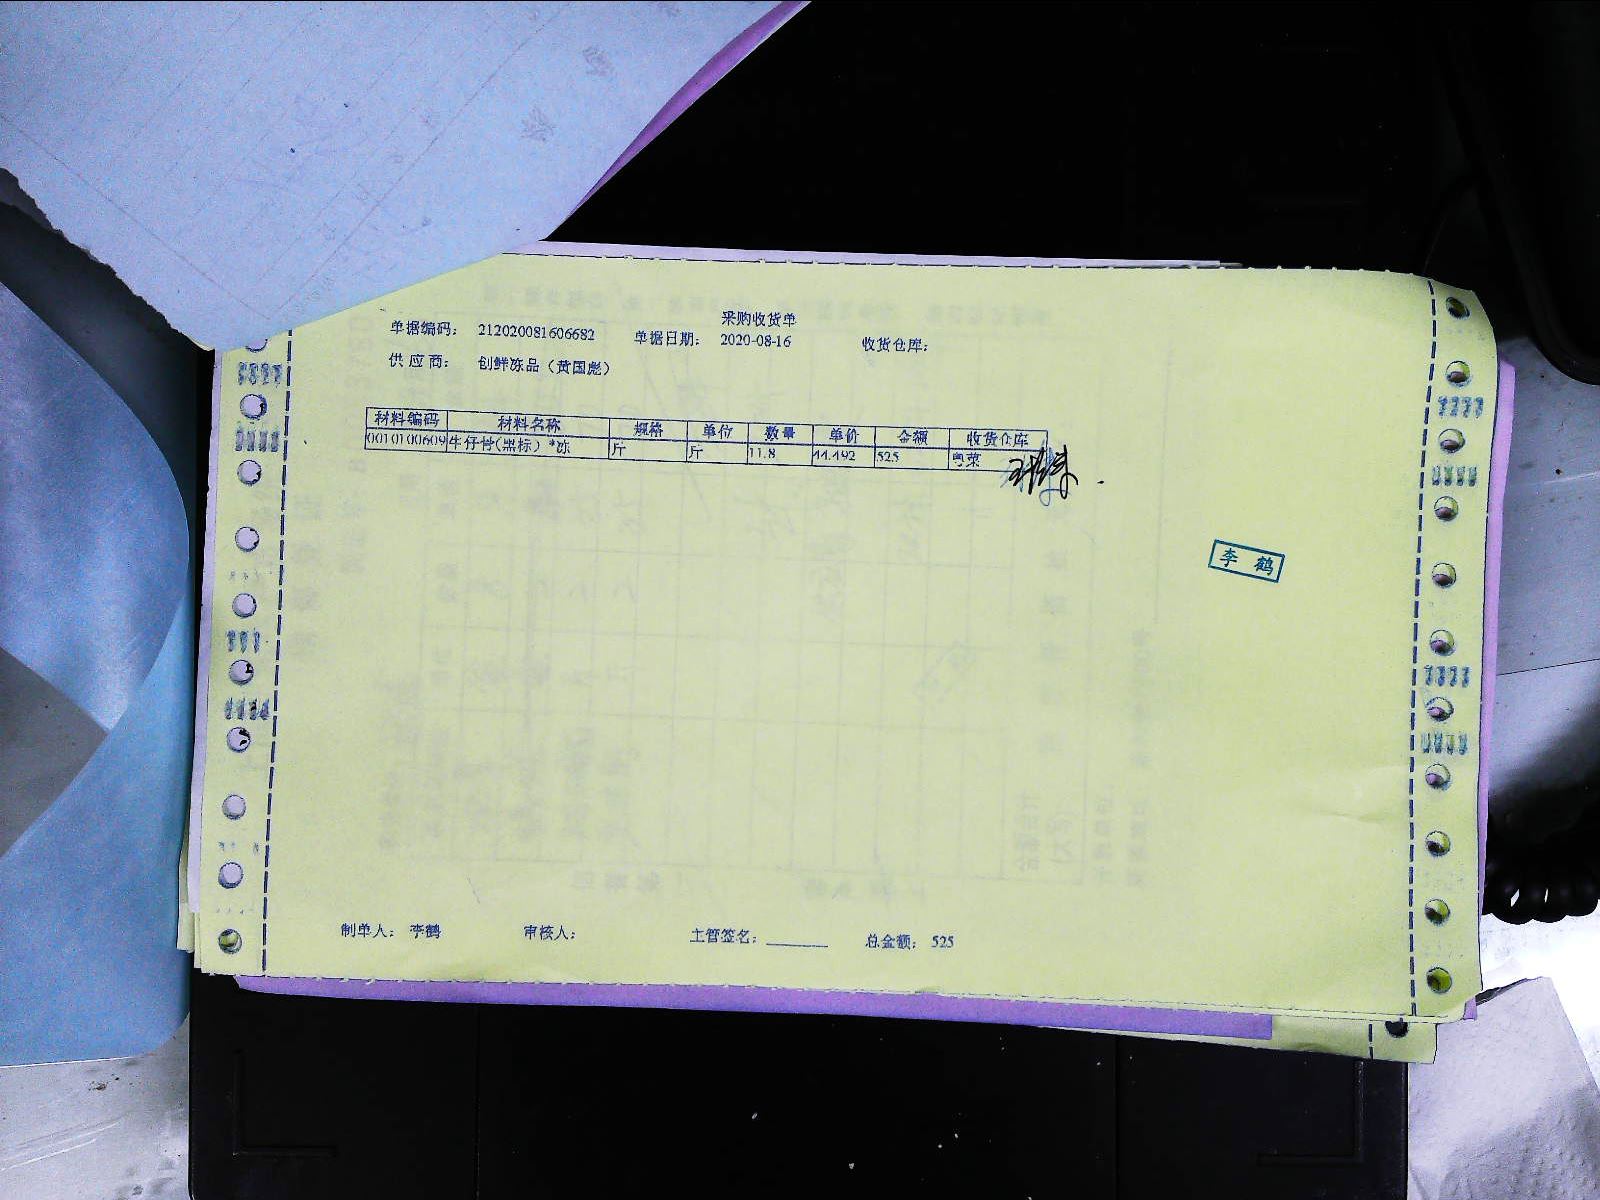 采购收货单
单据编码： 212020081606682 单据日期： 2020-08-16 收货仓库：
供 应 商： 创鲜冻品（黄国彪）
材料编码 材料名称 规格 单位 数量 单价 金额 收货仓库
0010100609 牛仔骨(黑标) *冻 斤 斤 11.8 44.492 525 粤菜
李 鹤
制单人： 李鹤 审核人： 主管签名：______ 总金额： 525